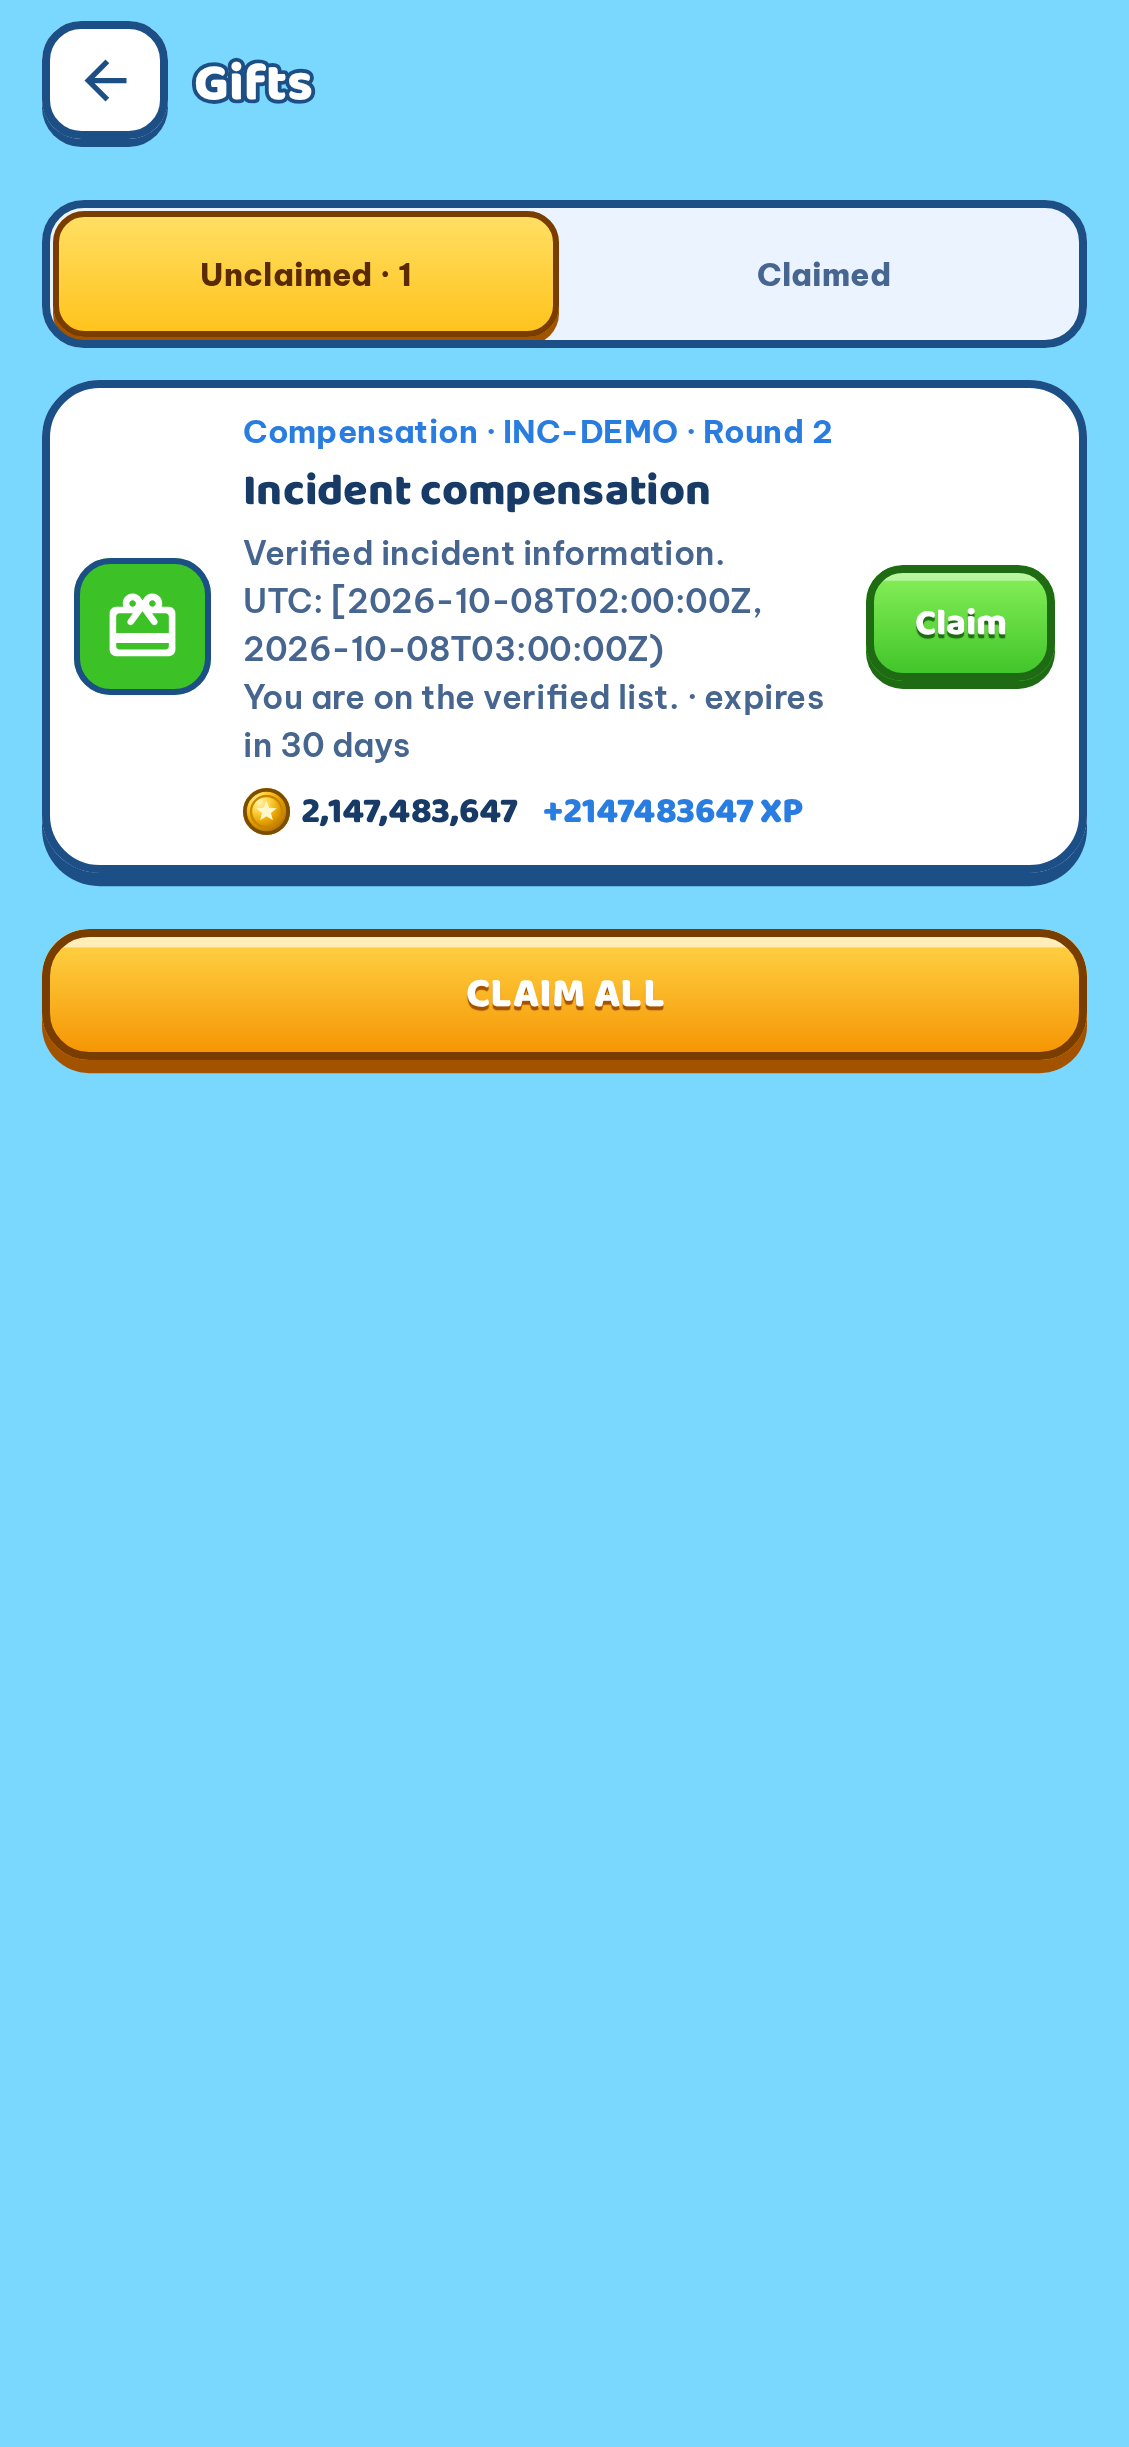 Gifts
Unclaimed · 1
Claimed
Compensation · INC-DEMO · Round 2
Incident compensation
Verified incident information.
UTC: [2026-10-08T02:00:00Z,
2026-10-08T03:00:00Z)
You are on the verified list. · expires
in 30 days
2,147,483,647 +2147483647 XP
Claim
CLAIM ALL